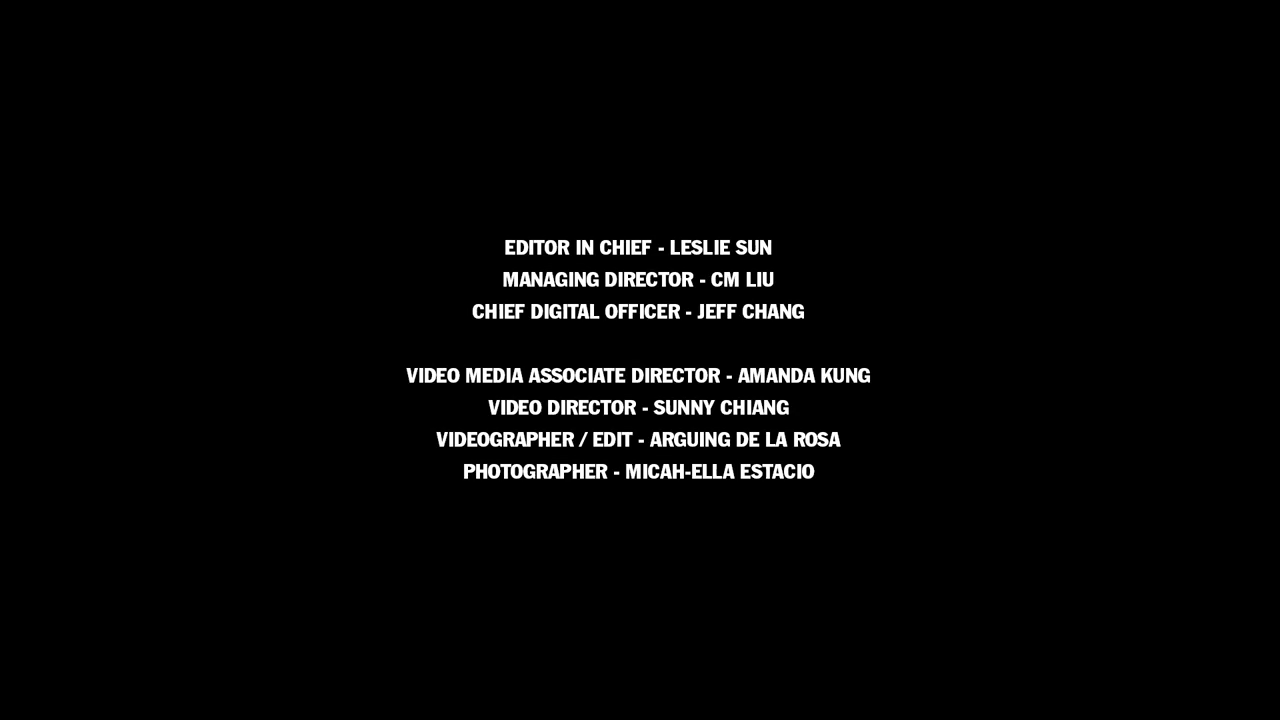 EDITOR IN CHIEF - LESLIE SUN
MANAGING DIRECTOR - CM LIU
CHIEF DIGITAL OFFICER - JEFF CHANG
VIDEO MEDIA ASSOCIATE DIRECTOR - AMANDA KUNG
VIDEO DIRECTOR - SUNNY CHIANG
VIDEOGRAPHER / EDIT - ARGUING DE LA ROSA
PHOTOGRAPHER - MICAH-ELLA ESTACIO